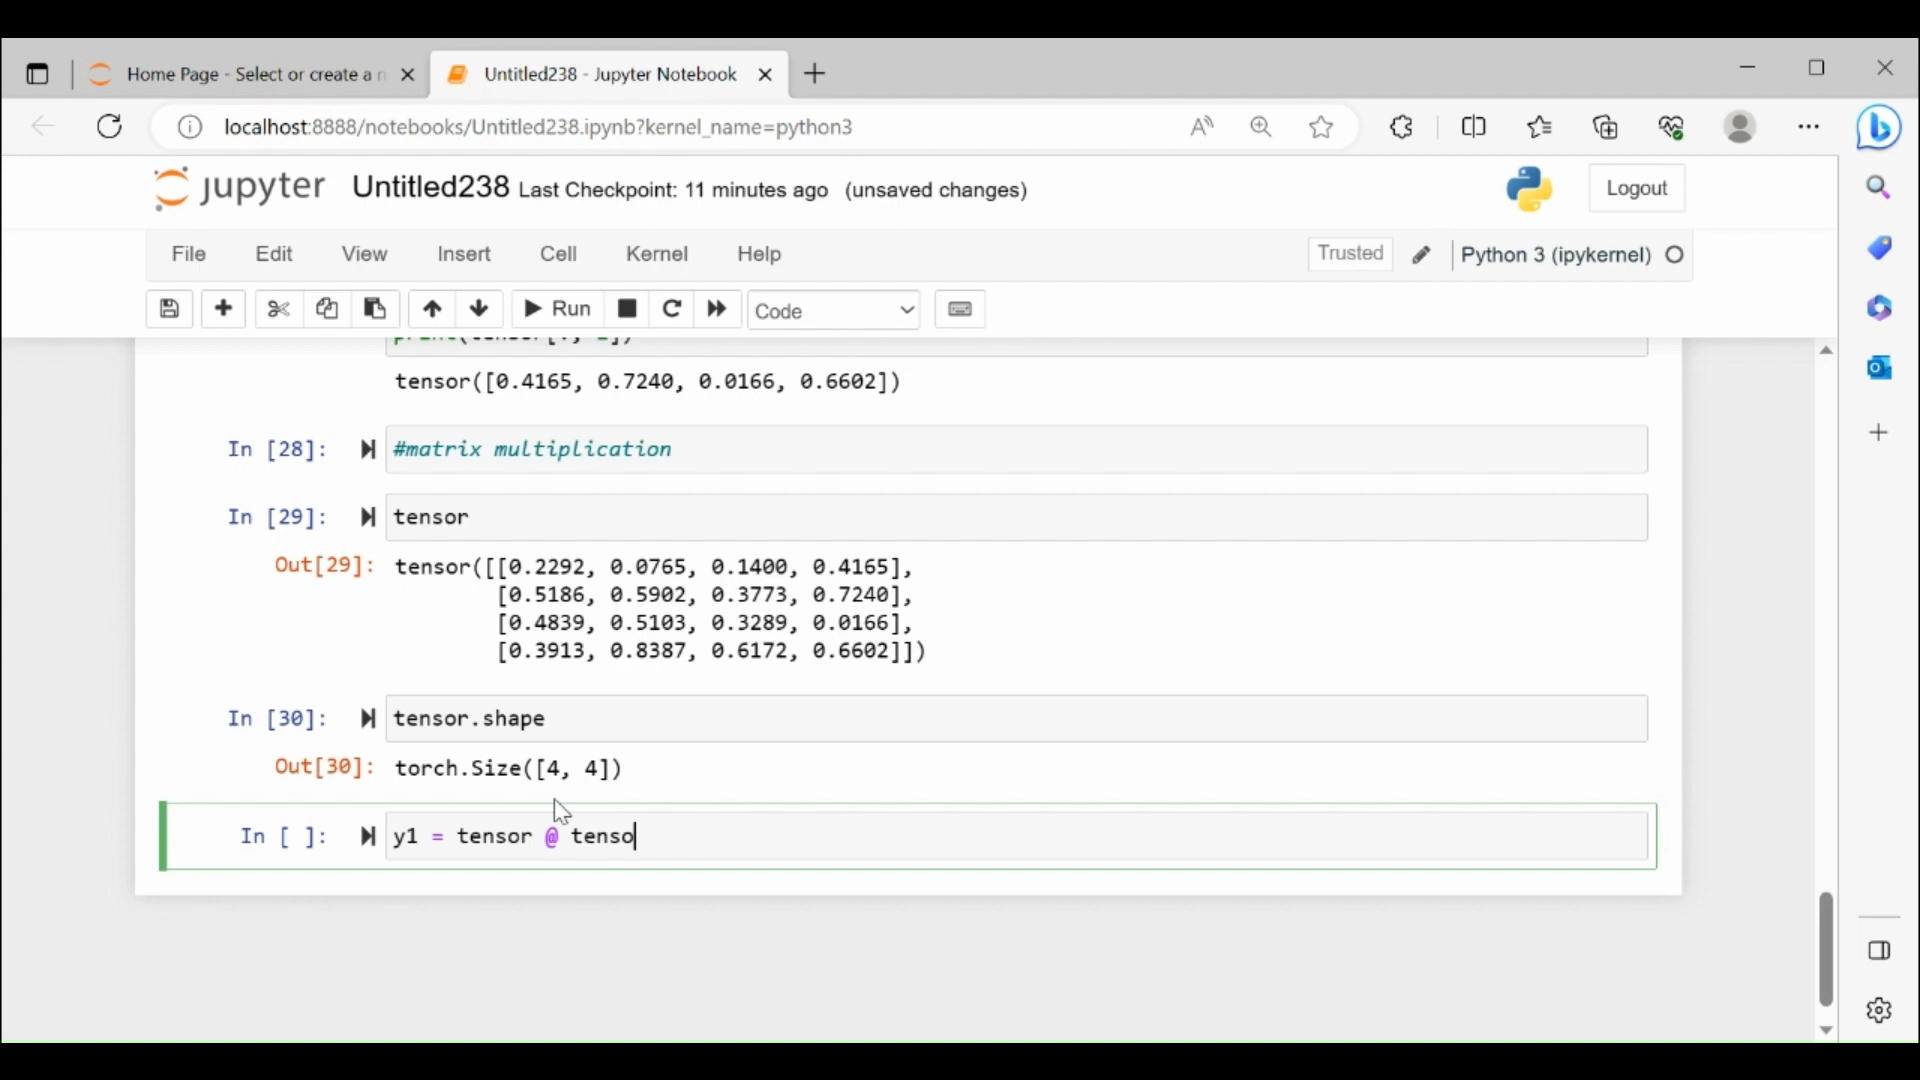 Home Page - Select or create a n
Untitled238 - Jupyter Notebook
localhost:8888/notebooks/Untitled238.ipynb?kernel_name=python3
jupyter Untitled238 Last Checkpoint: 11 minutes ago (unsaved changes)
Logout
File Edit View Insert Cell Kernel Help
Trusted
Python 3 (ipykernel)
Run
Code
tensor([0.4165, 0.7240, 0.0166, 0.6602])
In [28]: #matrix multiplication
In [29]: tensor
Out[29]: tensor([[0.2292, 0.0765, 0.1400, 0.4165],
[0.5186, 0.5902, 0.3773, 0.7240],
[0.4839, 0.5103, 0.3289, 0.0166],
[0.3913, 0.8387, 0.6172, 0.6602]])
In [30]: tensor.shape
Out[30]: torch.Size([4, 4])
In [ ]: y1 = tensor @ tenso